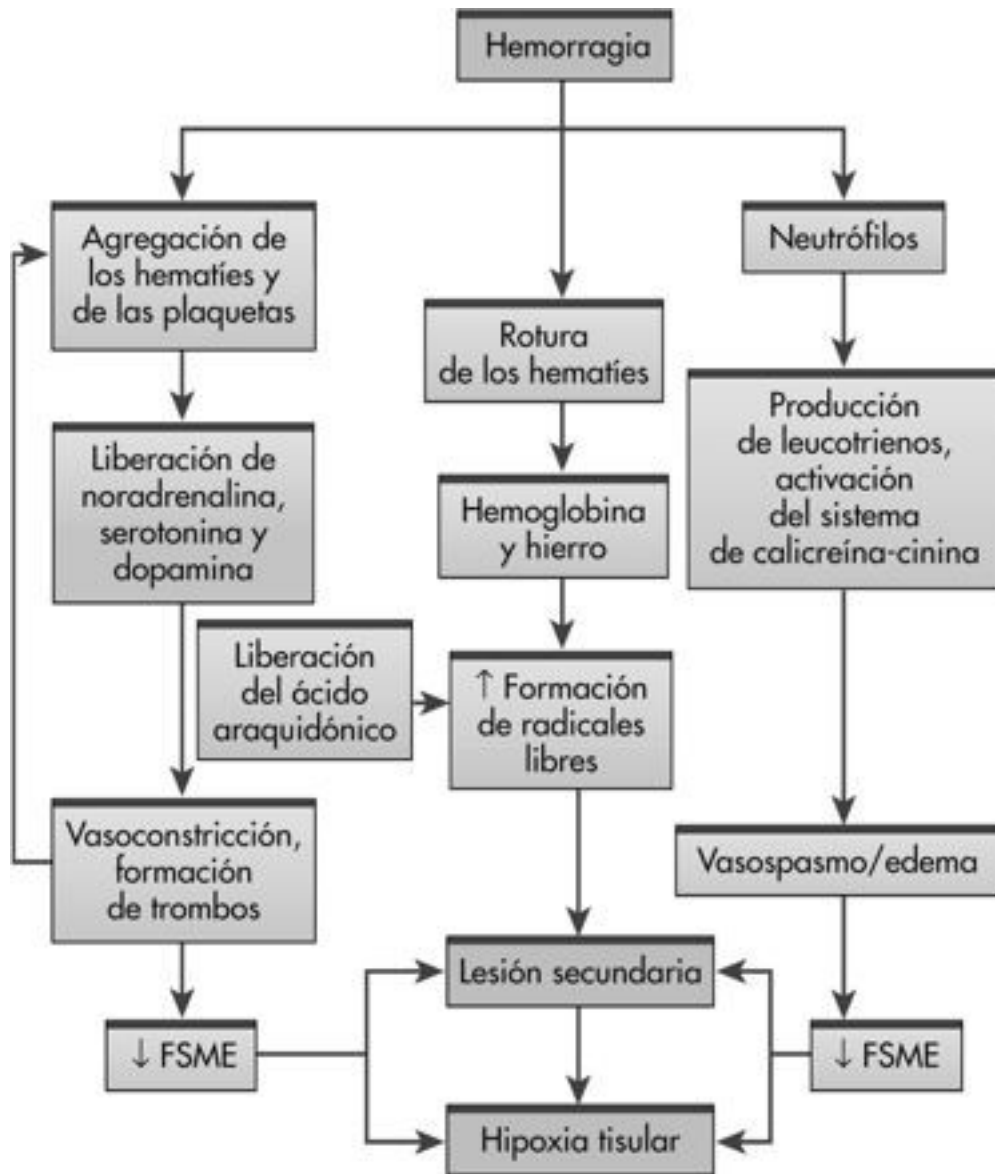 Hemorragia
Agregación de
los hematíes y
de las plaquetas
Neutrófilos
Rotura
de los hematíes
Producción
de leucotrienos,
activación
del sistema
de calicreína-cinina
Liberación de
noradrenalina,
serotonina y
dopamina
Hemoglobina
y hierro
Liberación
del ácido
araquidónico
↑ Formación
de radicales
libres
Vasoconstricción,
formación
de trombos
Vasospasmo/edema
Lesión secundaria
↓ FSME
↓ FSME
Hipoxia tisular